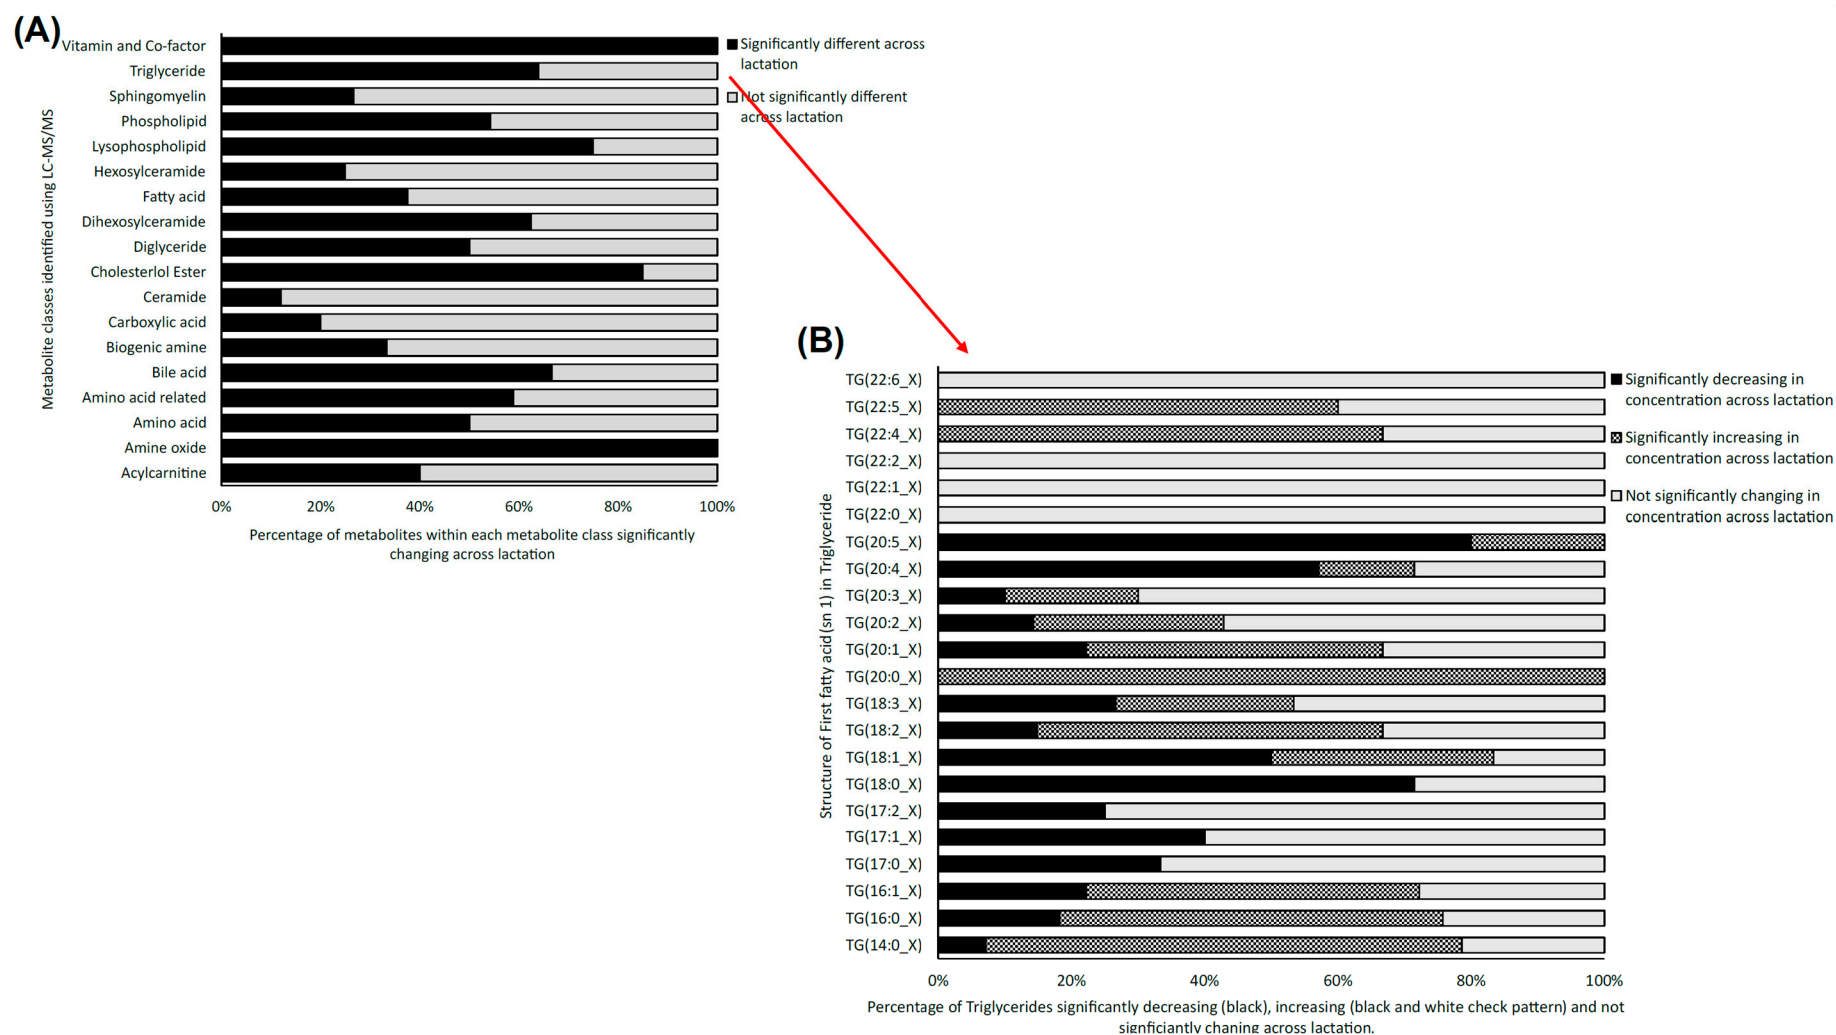 (A)
Vitamin and Co-factor
Triglyceride
Sphingomyelin
Phospholipid
Lysophospholipid
Hexosylceramide
Fatty acid
Dihexosylceramide
Diglyceride
Cholesterlol Ester
Ceramide
Carboxylic acid
Biogenic amine
Bile acid
Amino acid related
Amino acid
Amine oxide
Acylcarnitine
Metabolite classes identified using LC-MS/MS
0% 20% 40% 60% 80% 100%
Percentage of metabolites within each metabolite class significantly
changing across lactation
Significantly different across
lactation
Not significantly different
across lactation
(B)
TG(22:6_X)
TG(22:5_X)
TG(22:4_X)
TG(22:2_X)
TG(22:1_X)
TG(22:0_X)
TG(20:5_X)
TG(20:4_X)
TG(20:3_X)
TG(20:2_X)
TG(20:1_X)
TG(20:0_X)
TG(18:3_X)
TG(18:2_X)
TG(18:1_X)
TG(18:0_X)
TG(17:2_X)
TG(17:1_X)
TG(17:0_X)
TG(16:1_X)
TG(16:0_X)
TG(14:0_X)
Structure of First fatty acid (sn 1) in Triglyceride
0% 20% 40% 60% 80% 100%
Percentage of Triglycerides significantly decreasing (black), increasing (black and white check pattern) and not
signficiantly chaning across lactation.
Significantly decreasing in
concentration across lactation
Significantly increasing in
concentration across lactation
Not significantly changing in
concentration across lactation